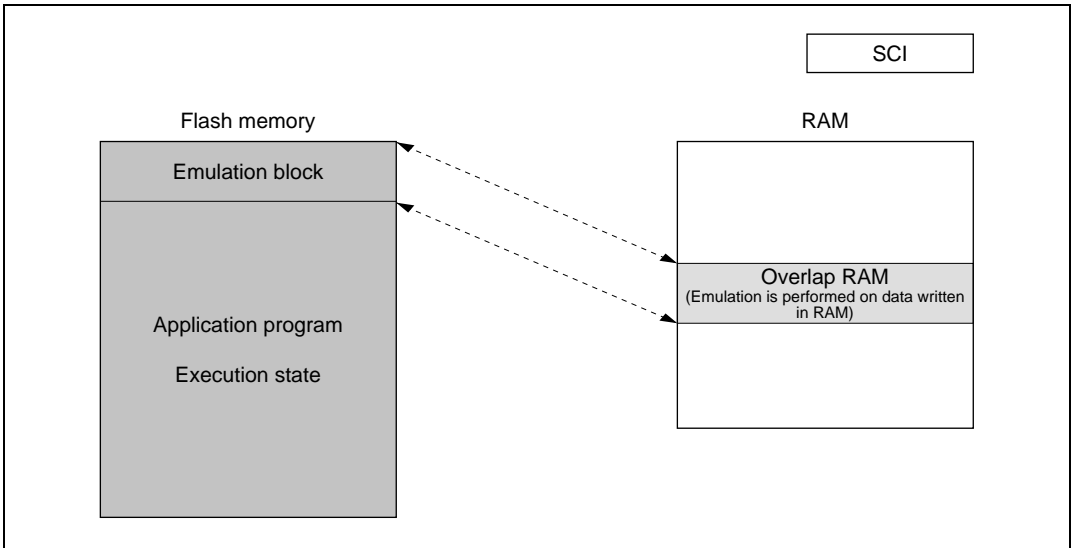 SCI
Flash memory
RAM
Emulation block
Overlap RAM
(Emulation is performed on data written
in RAM)
Application program
Execution state